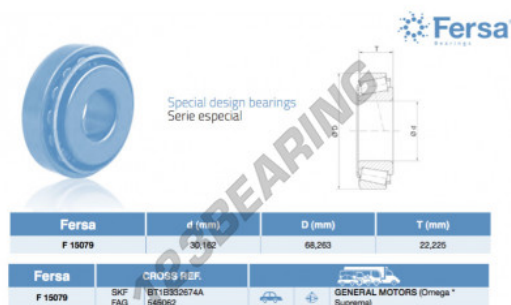 Fersa
Bearings
Special design bearings
Serie especial
T
Ø D
Ø d
123BEARING
Fersa d (mm) D (mm) T (mm)
F 15079 30,162 68,263 22,225
Fersa CROSS REF.
F 15079 SKF BT1B332674A GENERAL MOTORS (Omega *
FAG 545062 Suprema)